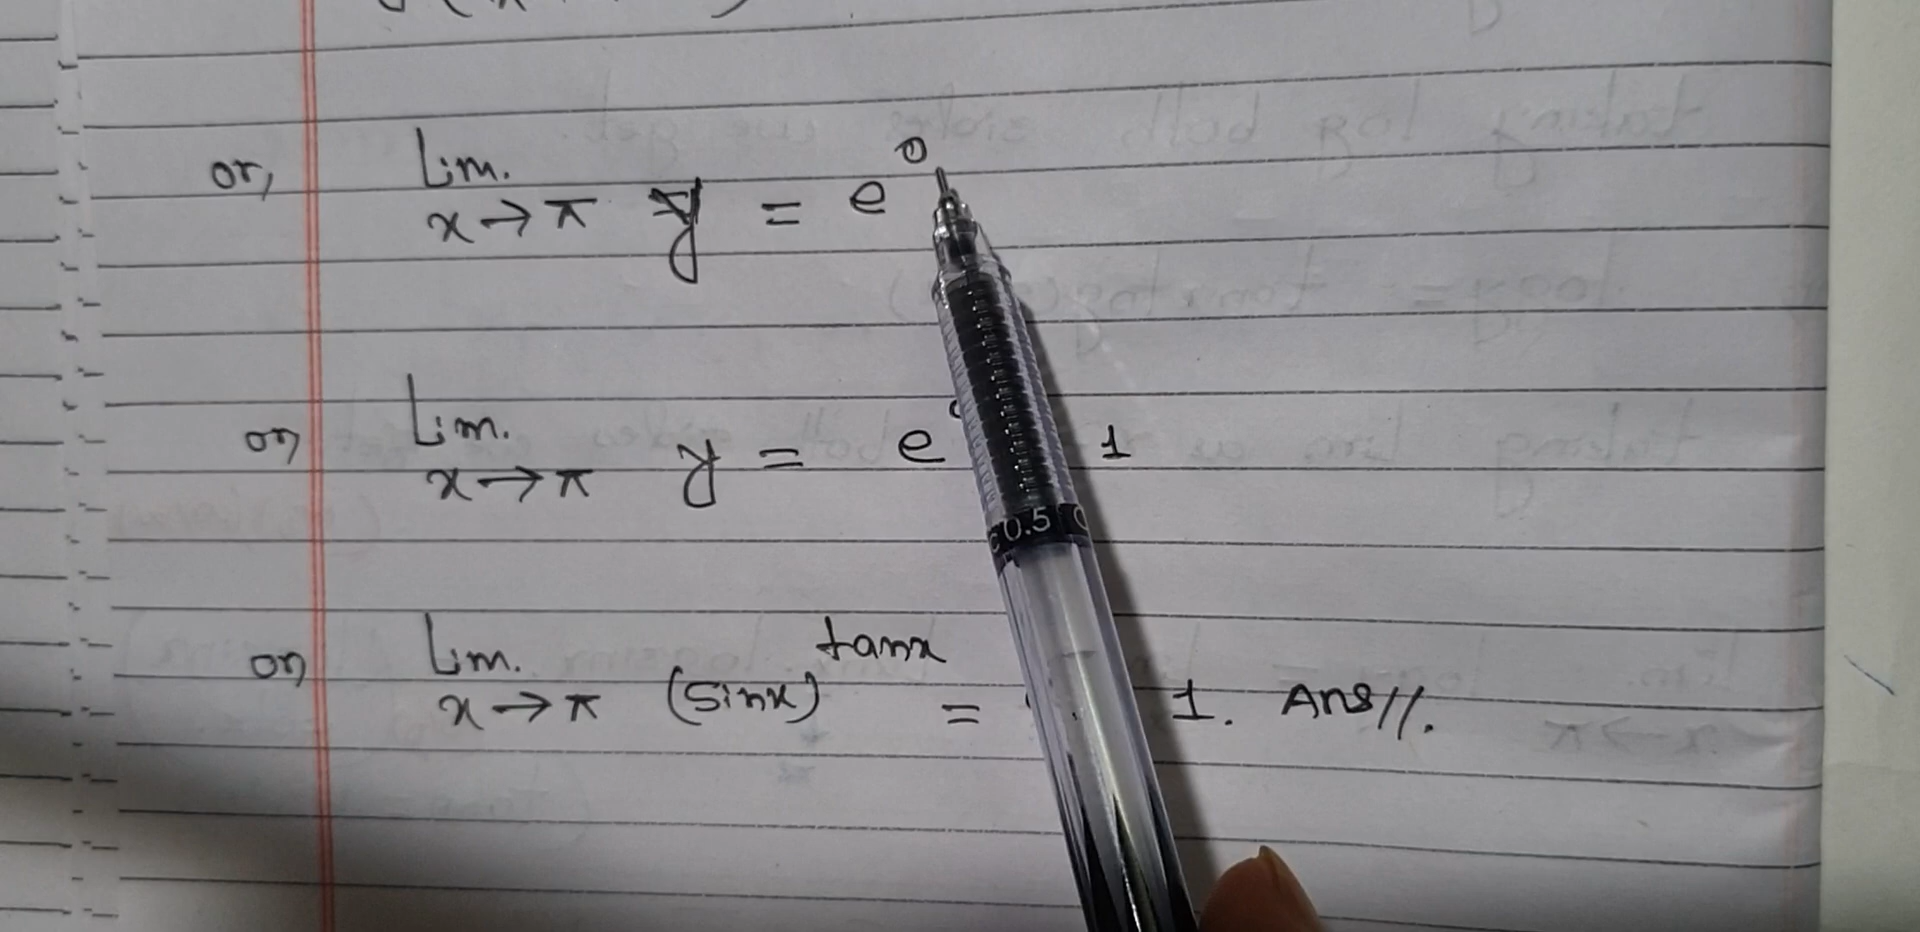 or, Lim. x→π y = e^0
or, Lim. x→π y = e 1
or, Lim. x→π (sinx)^tanx = 1. Ans//.
0.5